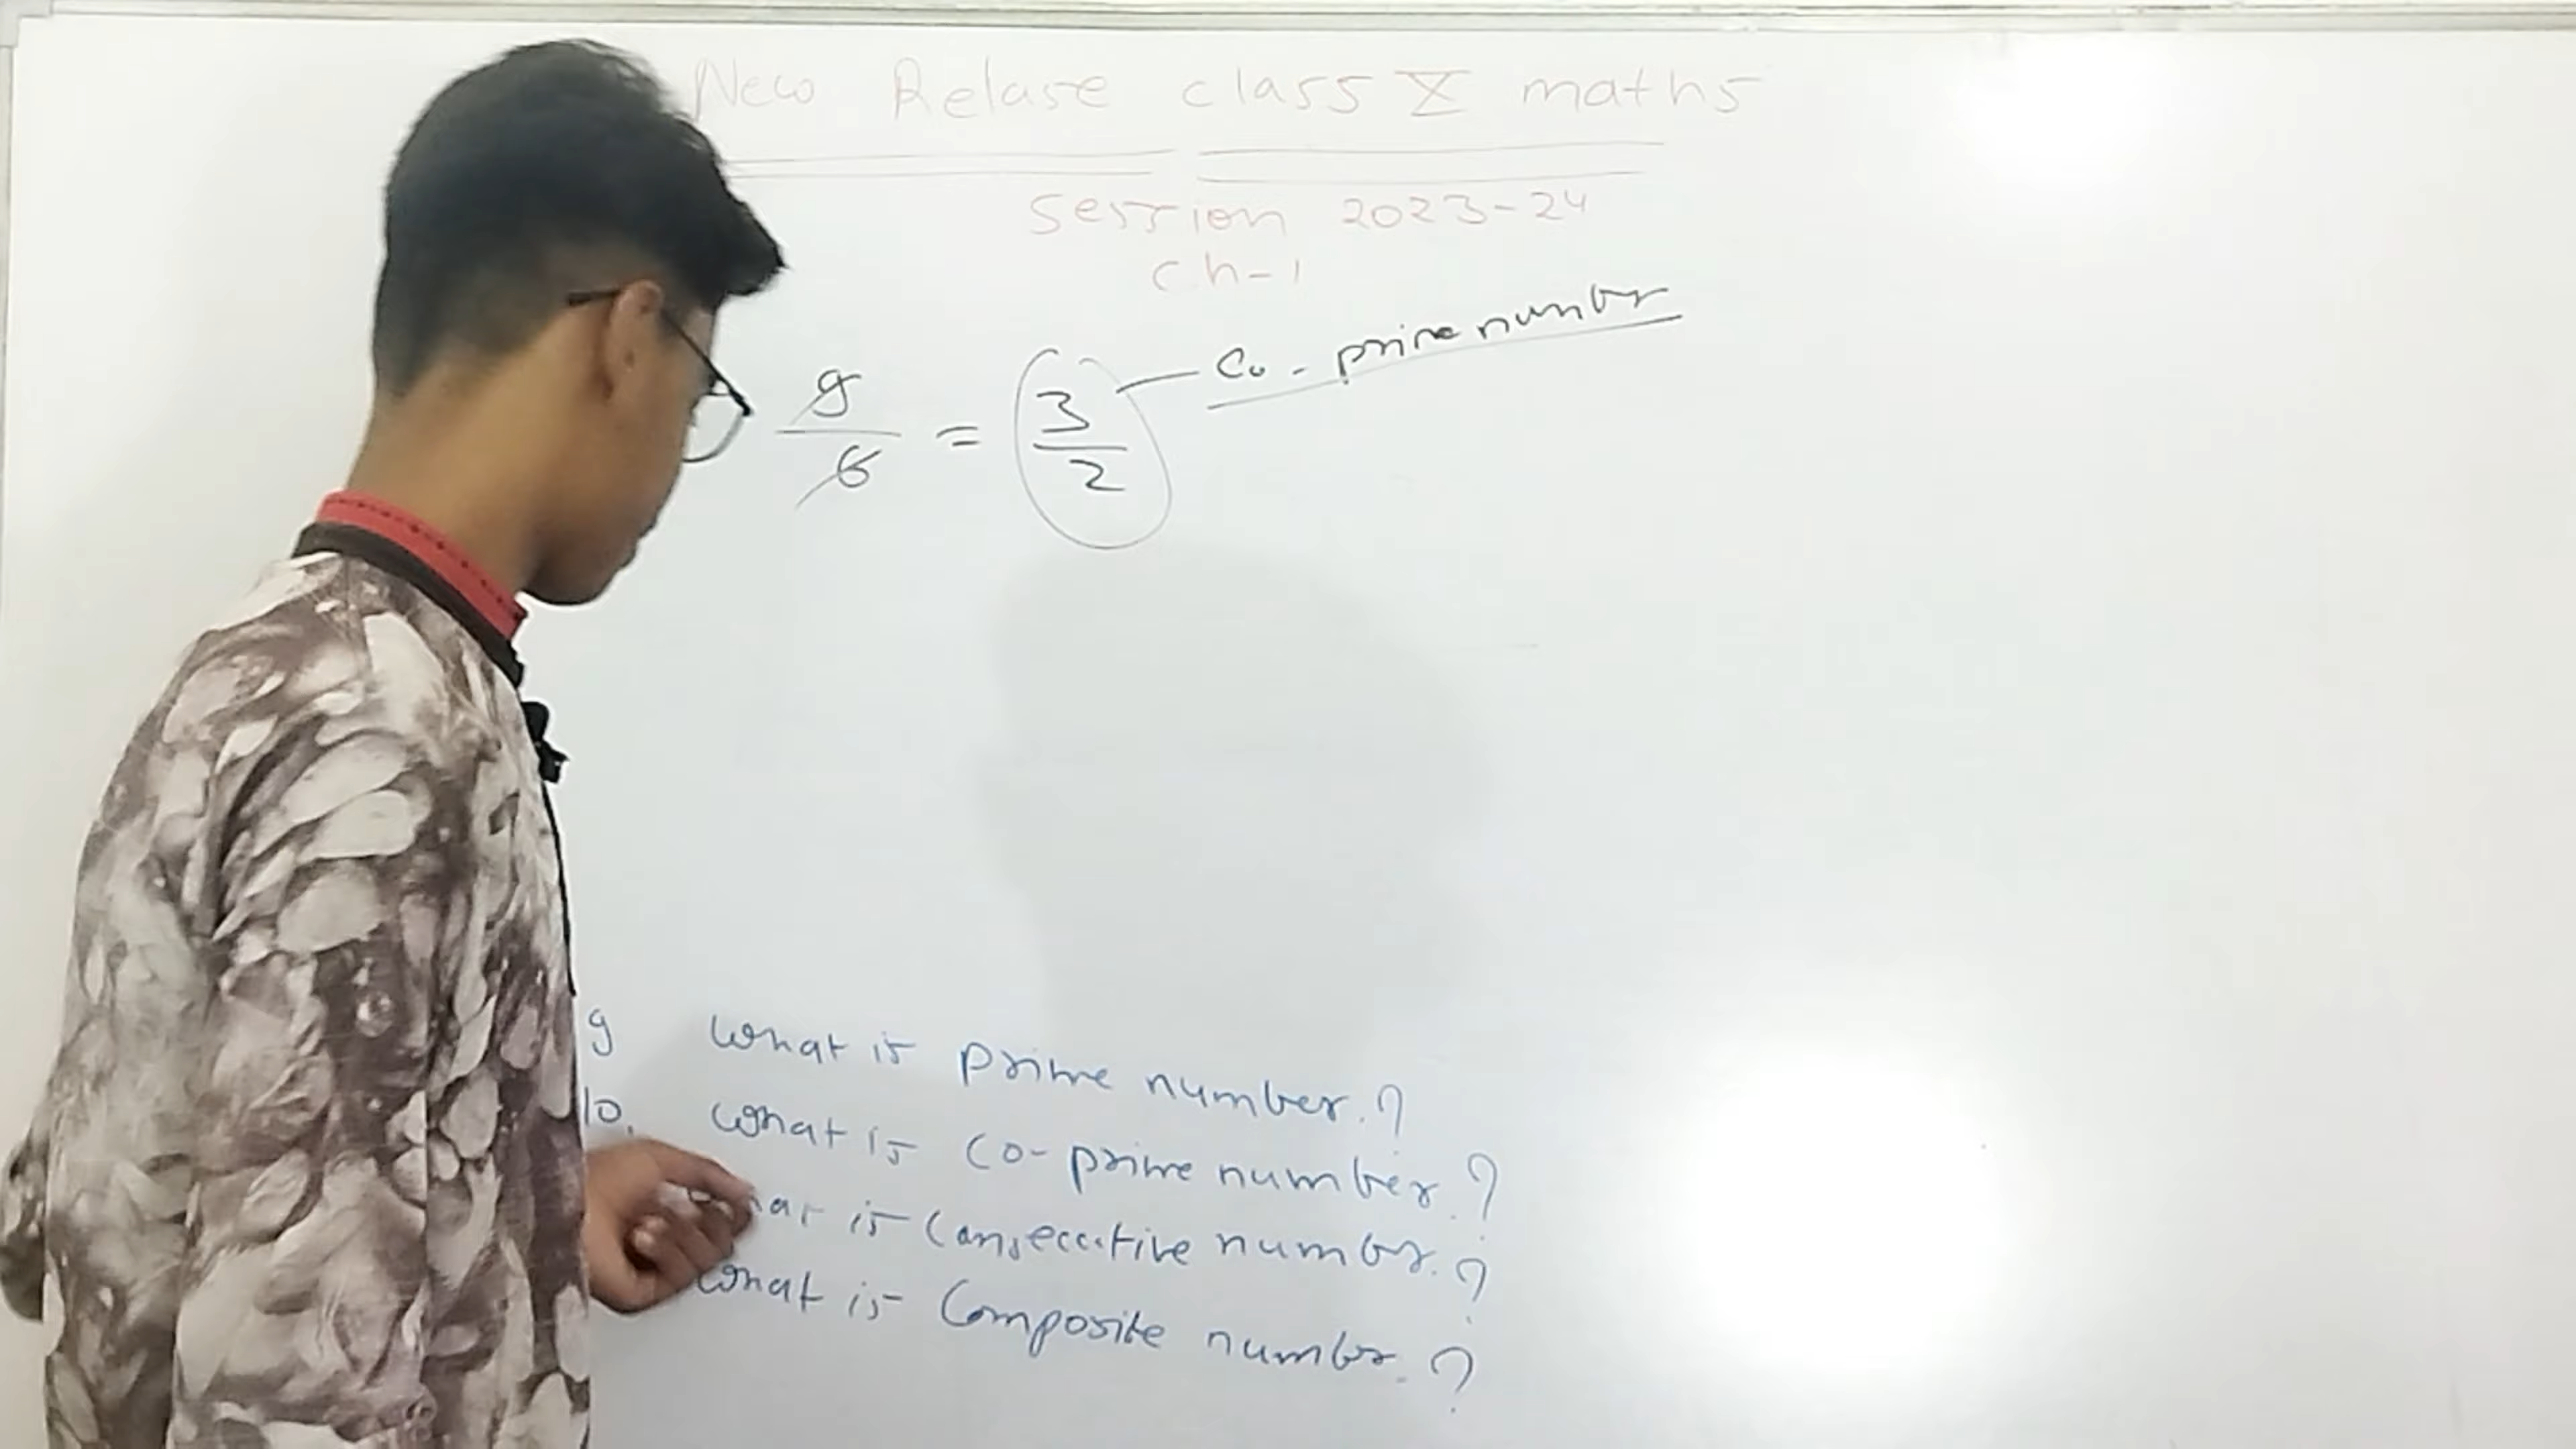 New Relase class X maths
Session 2023-24
Ch-1
9/6 = 3/2 Co-prime number
9 What is prime number.?
10. What is Co-prime number.?
is Consecutive number.?
What is Composite number.?